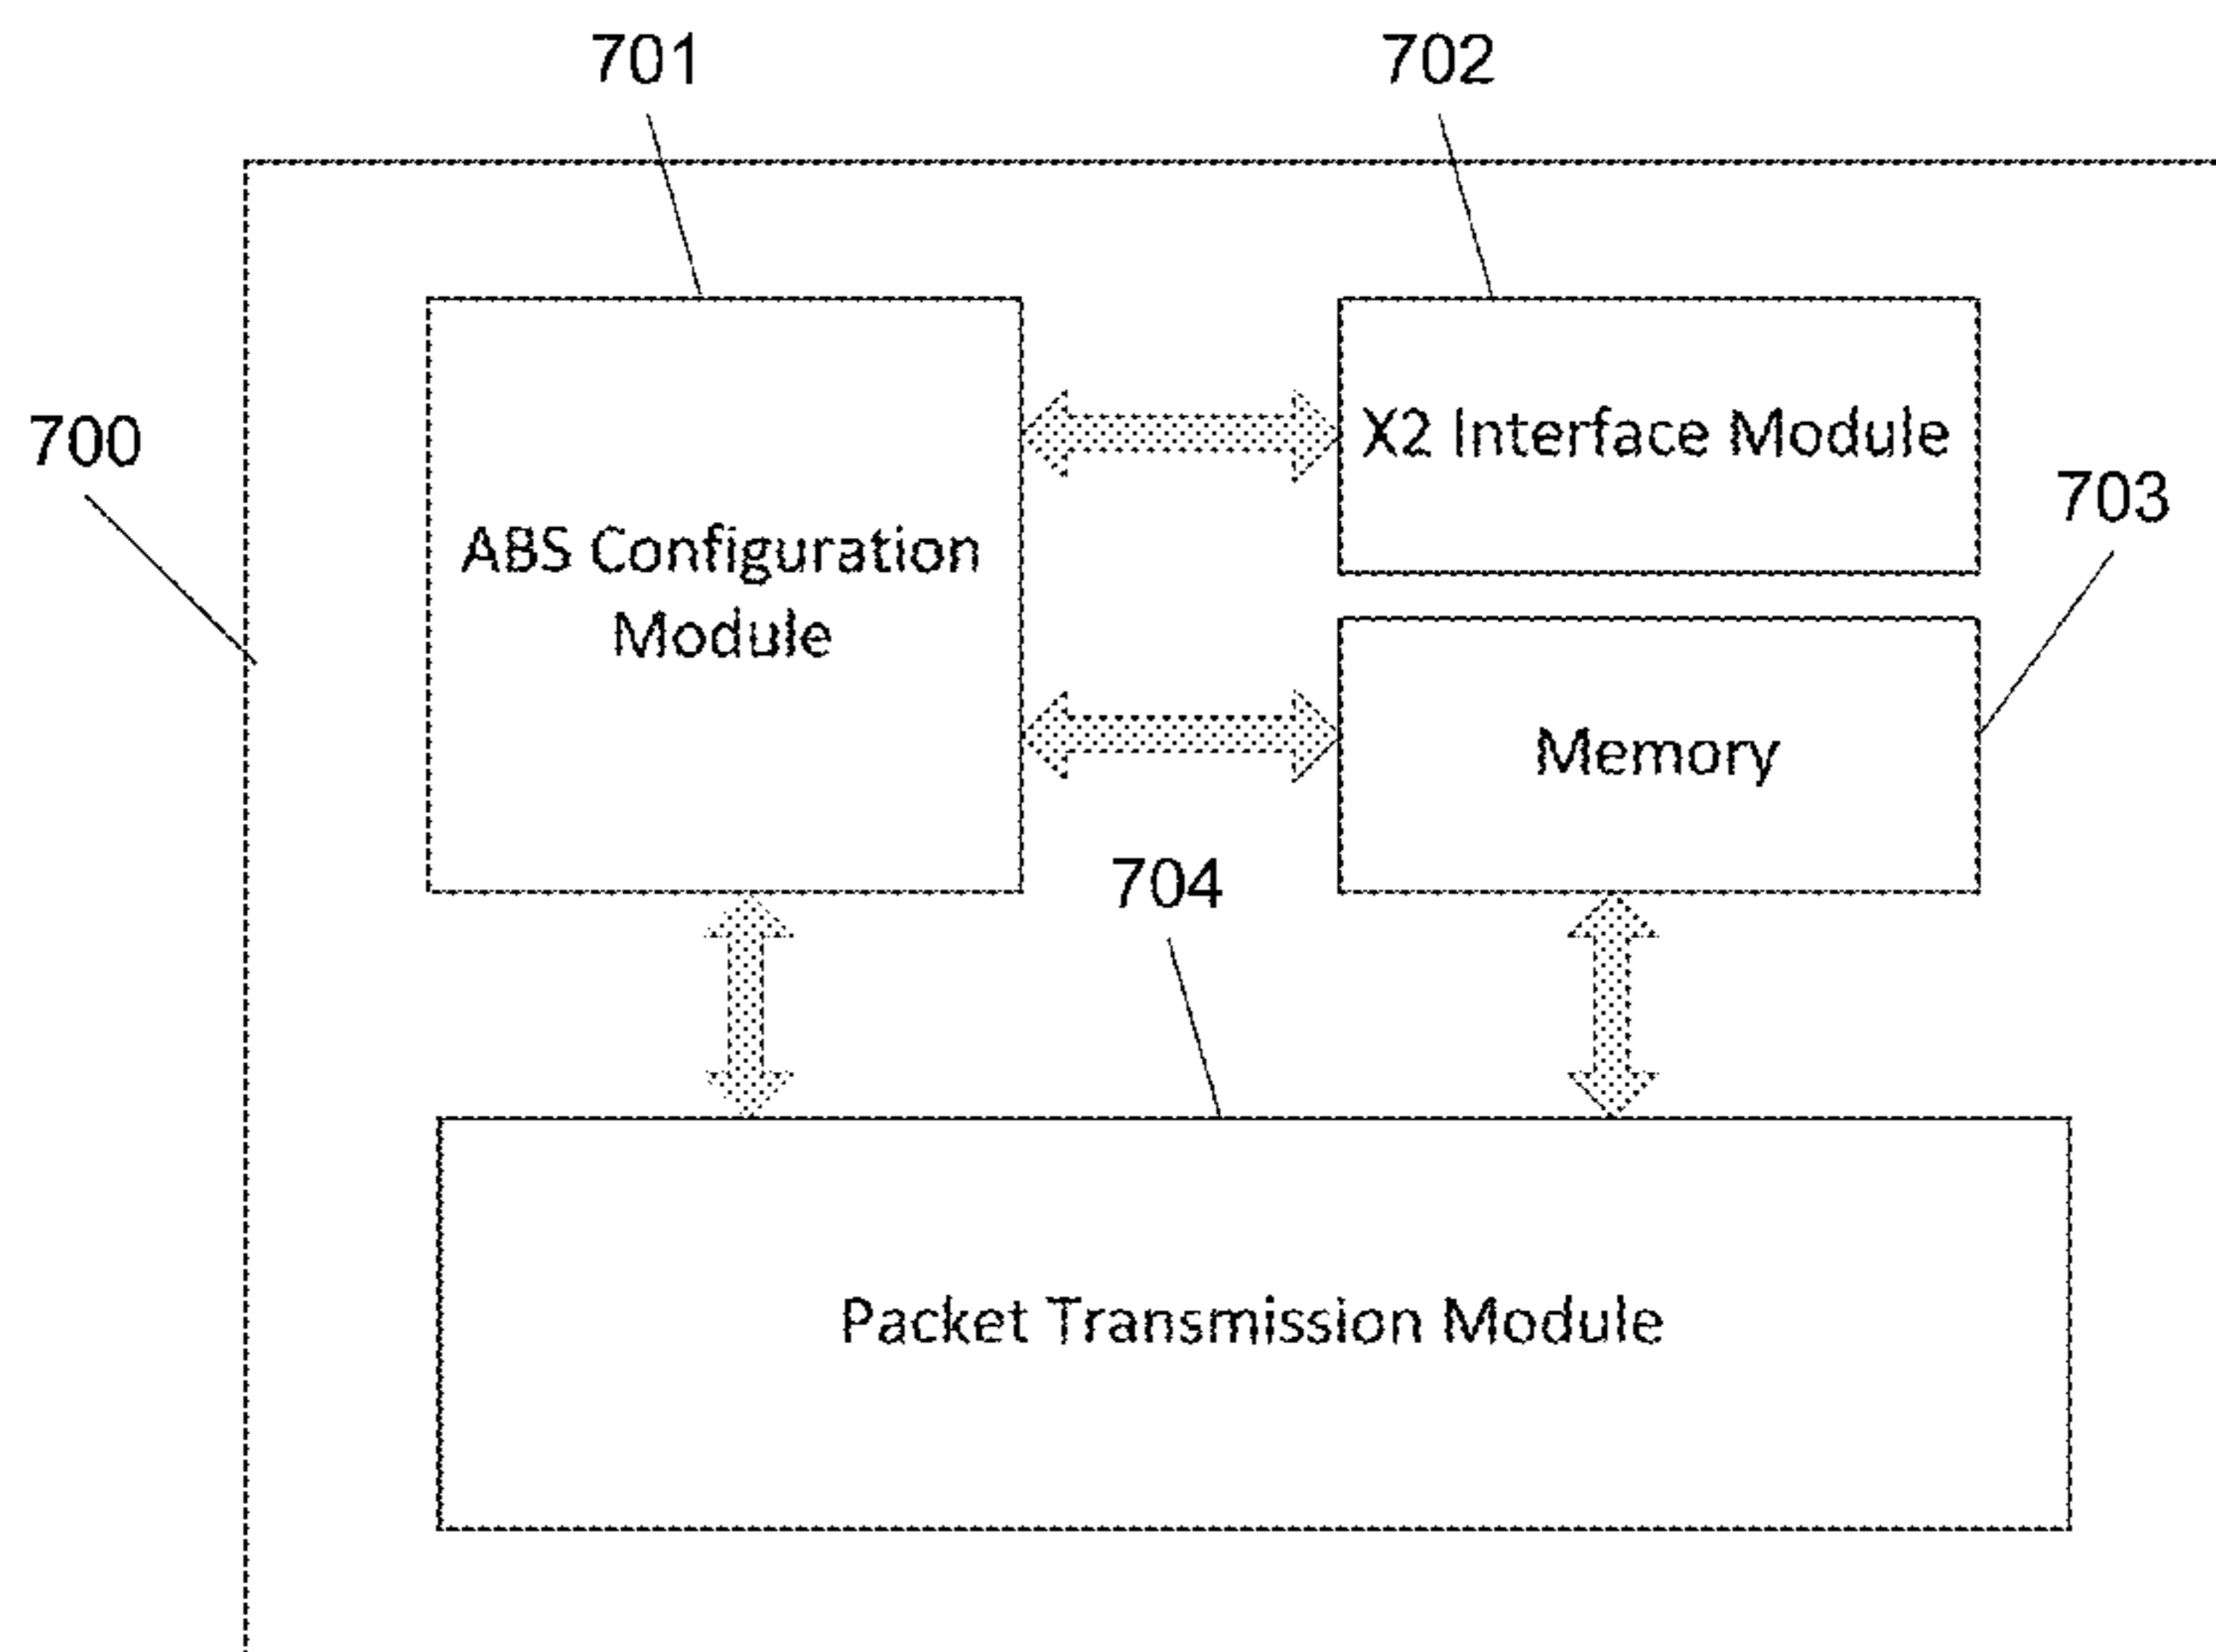 701
702
700
X2 Interface Module
703
ABS Configuration
Module
Memory
704
Packet Transmission Module